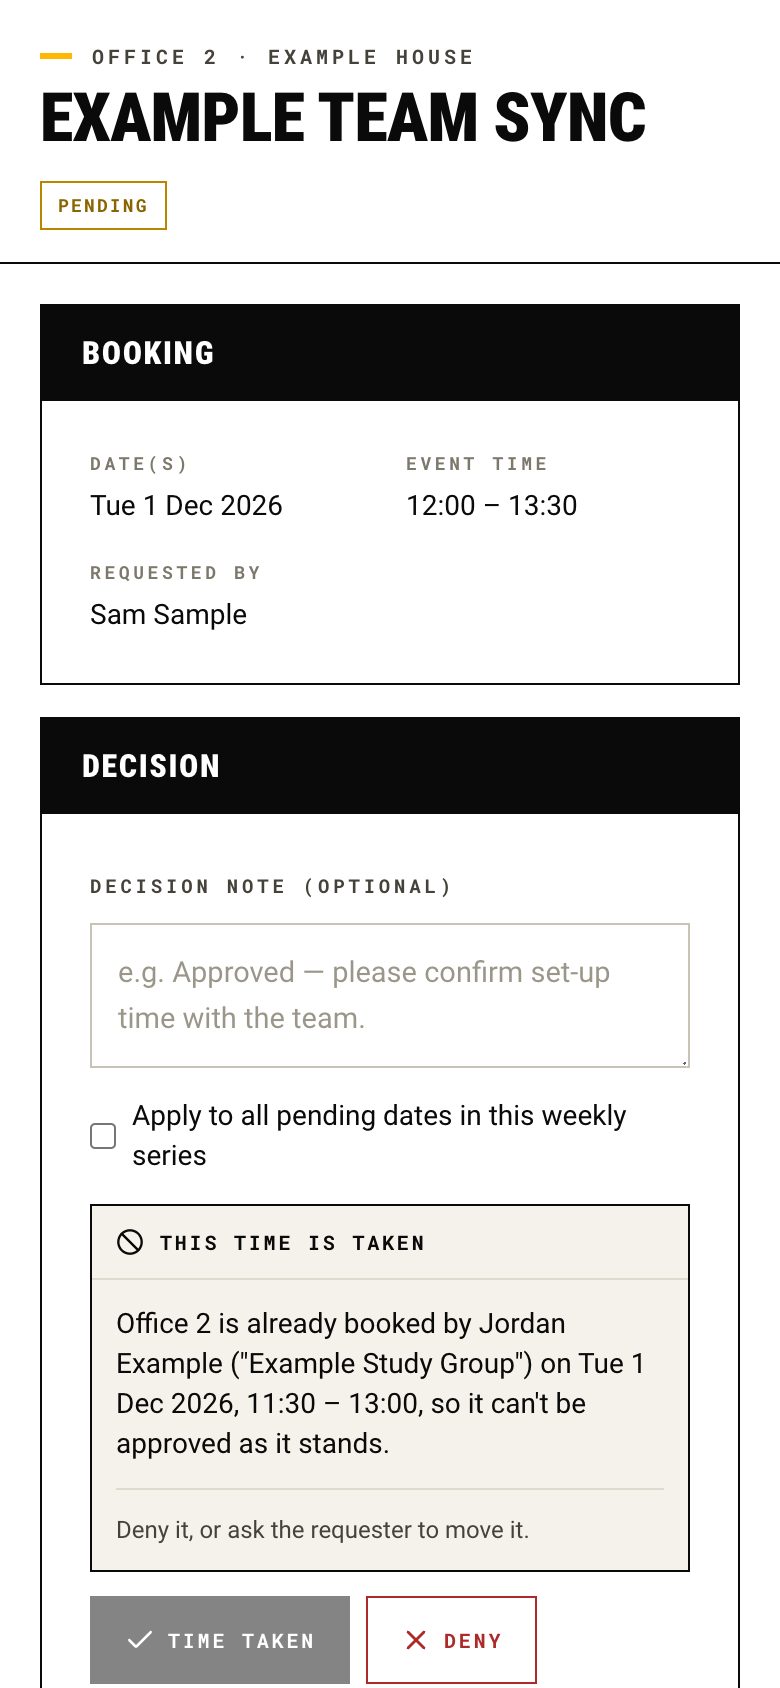 OFFICE 2 · EXAMPLE HOUSE
EXAMPLE TEAM SYNC
PENDING
BOOKING
DATE(S)
Tue 1 Dec 2026
EVENT TIME
12:00 – 13:30
REQUESTED BY
Sam Sample
DECISION
DECISION NOTE (OPTIONAL)
e.g. Approved — please confirm set-up
time with the team.
Apply to all pending dates in this weekly
series
THIS TIME IS TAKEN
Office 2 is already booked by Jordan
Example ("Example Study Group") on Tue 1
Dec 2026, 11:30 – 13:00, so it can't be
approved as it stands.
Deny it, or ask the requester to move it.
TIME TAKEN
DENY